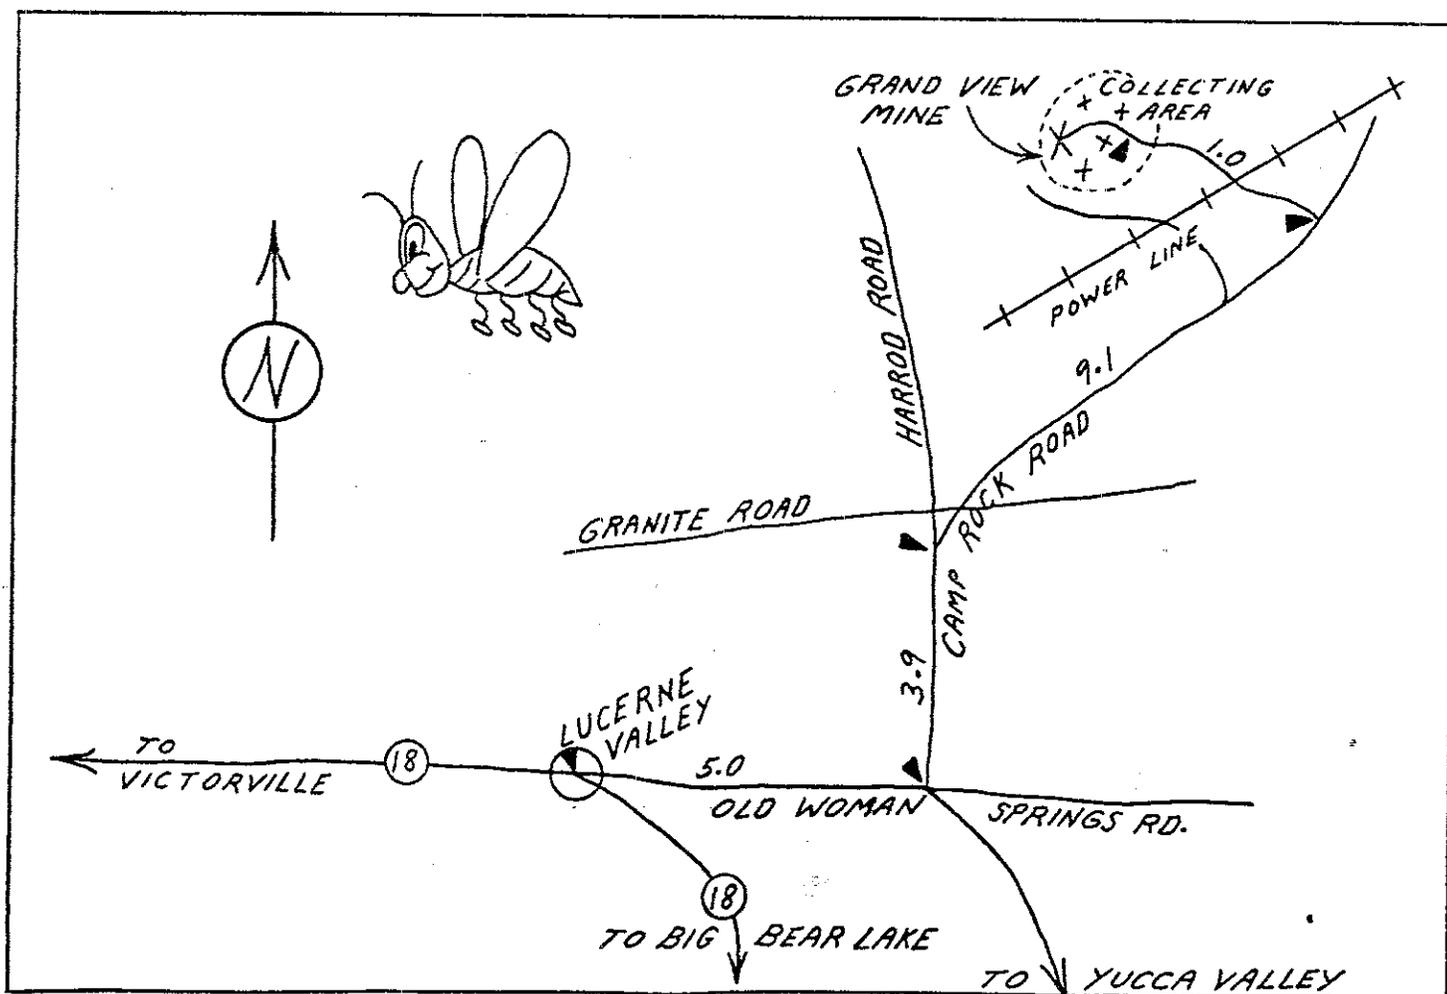 GRAND VIEW
MINE
COLLECTING
AREA
1.0
POWER LINE
HARROD ROAD
9.1
N
GRANITE ROAD
CAMP ROCK ROAD
3.9
LUCERNE
VALLEY
TO
VICTORVILLE
18
5.0
OLD WOMAN SPRINGS RD.
18
TO BIG BEAR LAKE
TO YUCCA VALLEY